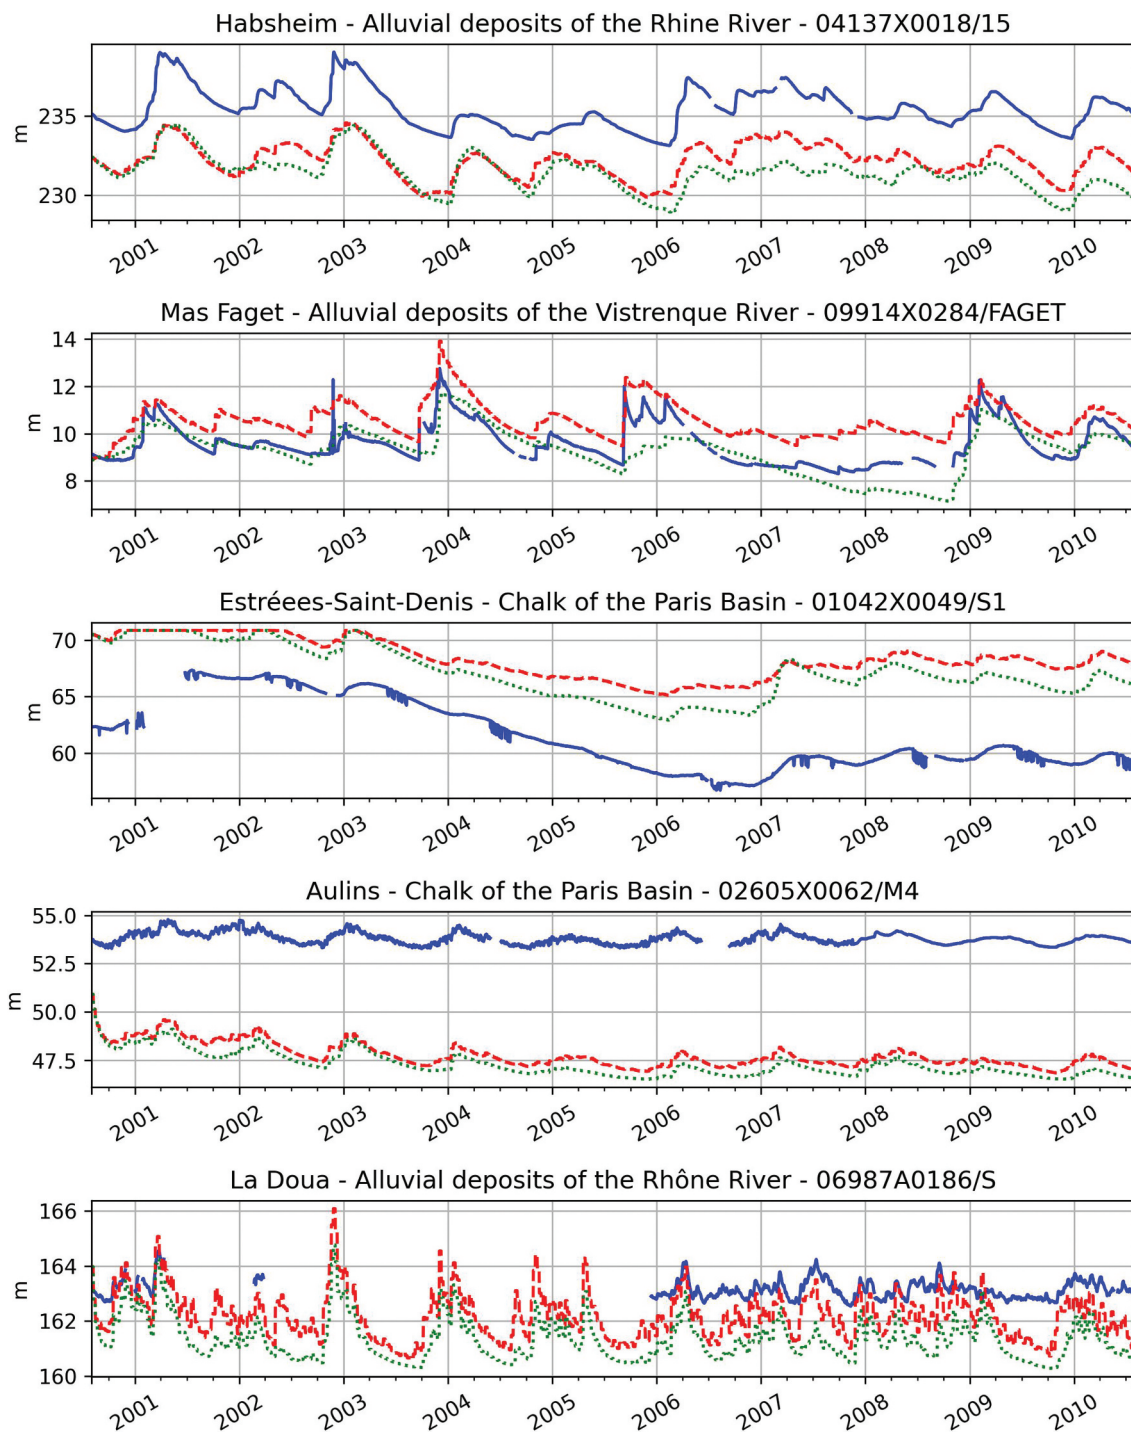 Habsheim - Alluvial deposits of the Rhine River - 04137X0018/15
235
230
m
2001 2002 2003 2004 2005 2006 2007 2008 2009 2010
Mas Faget - Alluvial deposits of the Vistrenque River - 09914X0284/FAGET
14
12
10
8
m
2001 2002 2003 2004 2005 2006 2007 2008 2009 2010
Estréees-Saint-Denis - Chalk of the Paris Basin - 01042X0049/S1
70
65
60
m
2001 2002 2003 2004 2005 2006 2007 2008 2009 2010
Aulins - Chalk of the Paris Basin - 02605X0062/M4
55.0
52.5
50.0
47.5
m
2001 2002 2003 2004 2005 2006 2007 2008 2009 2010
La Doua - Alluvial deposits of the Rhône River - 06987A0186/S
166
164
162
160
m
2001 2002 2003 2004 2005 2006 2007 2008 2009 2010